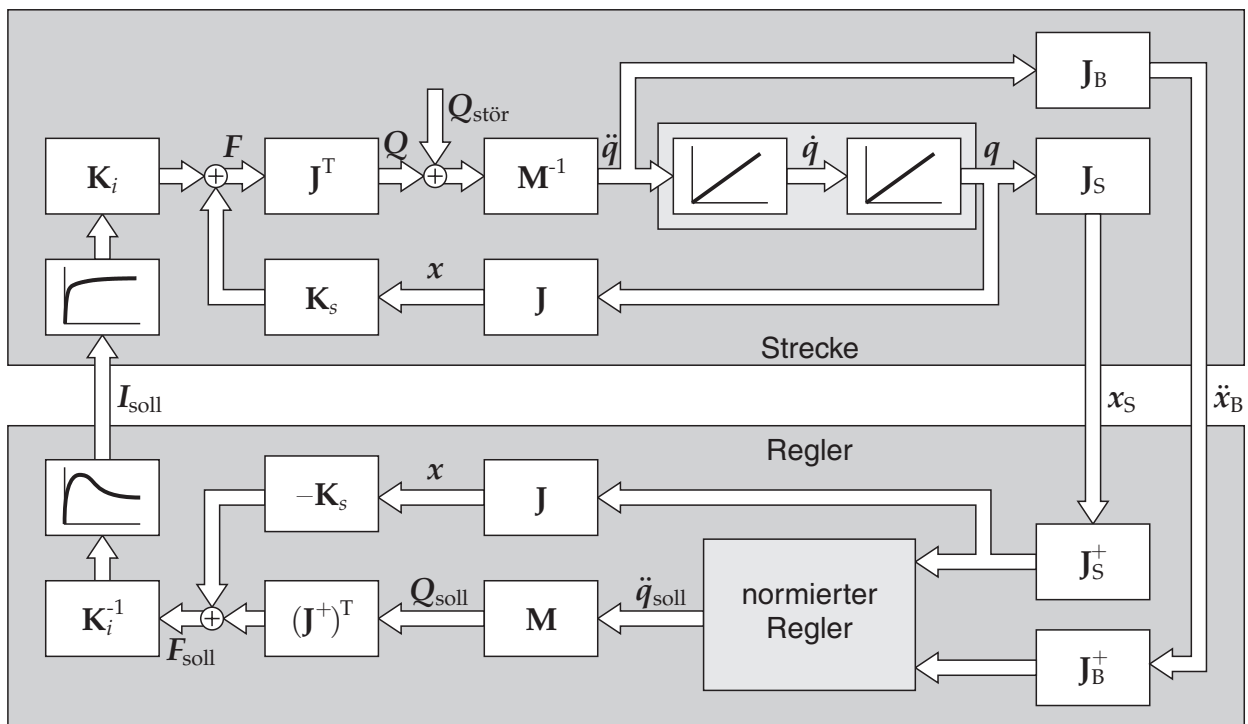 J_B
Q_stör
F
Q
q̈
q̇
q
K_i
J^T
M^-1
J_S
x
K_s
J
Strecke
I_soll
x_S
ẍ_B
Regler
x
−K_s
J
J_S^+
Q_soll
q̈_soll
normierter
Regler
K_i^-1
(J^+)^T
M
F_soll
J_B^+